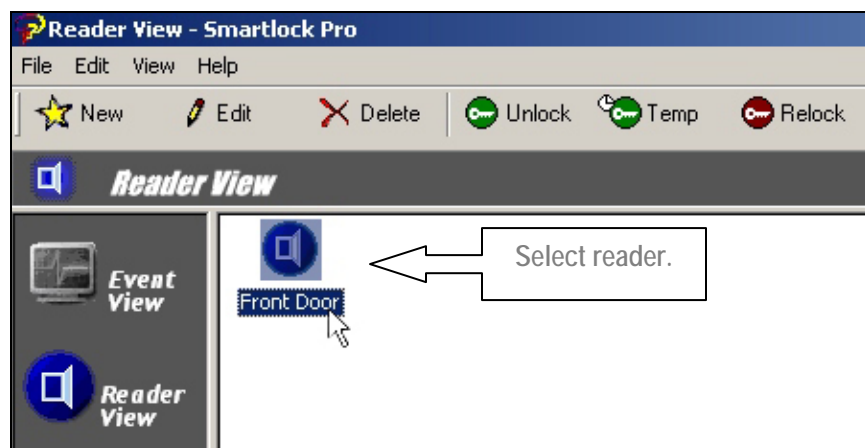 Reader View - Smartlock Pro
File Edit View Help
New Edit Delete Unlock Temp Relock
Reader View
Event
View
Front Door
Select reader.
Reader
View